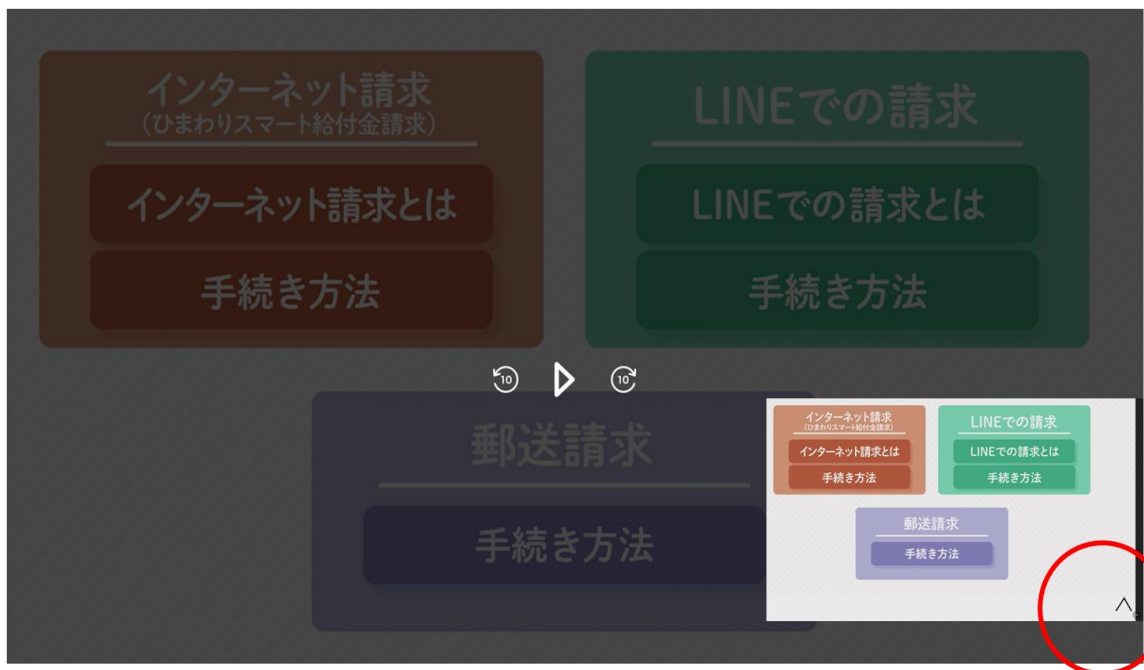 インターネット請求
(ひまわりスマート給付金請求)
インターネット請求とは
手続き方法
LINEでの請求
LINEでの請求とは
手続き方法
10
10
郵送請求
手続き方法
インターネット請求
(ひまわりスマート給付金請求)
インターネット請求とは
手続き方法
LINEでの請求
LINEでの請求とは
手続き方法
郵送請求
手続き方法